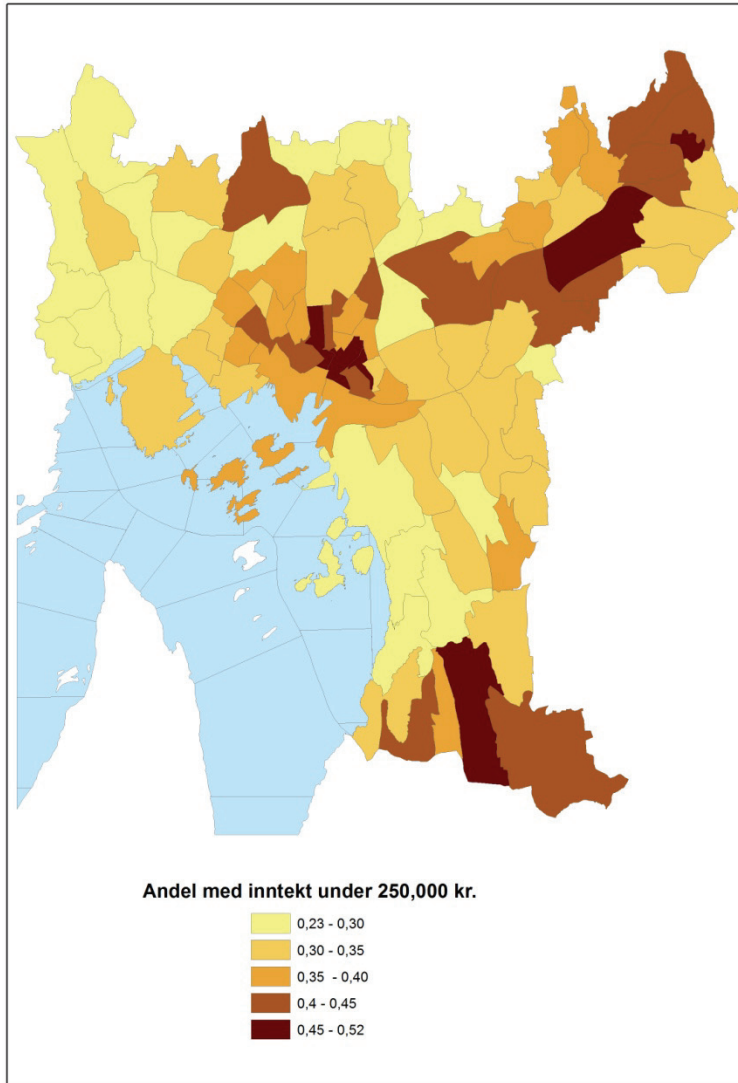 Andel med inntekt under 250,000 kr.
0,23 - 0,30
0,30 - 0,35
0,35 - 0,40
0,4 - 0,45
0,45 - 0,52